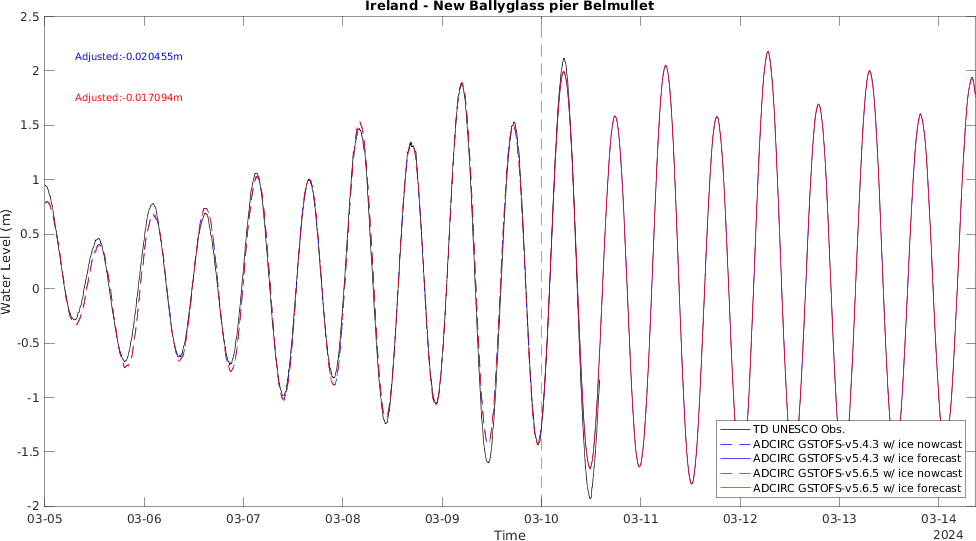 Ireland - New Ballyglass pier Belmullet
Adjusted:-0.020455m
Adjusted:-0.017094m
Water Level (m)
2.5
2
1.5
1
0.5
0
-0.5
-1
-1.5
-2
TD UNESCO Obs.
ADCIRC GSTOFS-v5.4.3 w/ ice nowcast
ADCIRC GSTOFS-v5.4.3 w/ ice forecast
ADCIRC GSTOFS-v5.6.5 w/ ice nowcast
ADCIRC GSTOFS-v5.6.5 w/ ice forecast
03-05 03-06 03-07 03-08 03-09 03-10 03-11 03-12 03-13 03-14
Time
2024